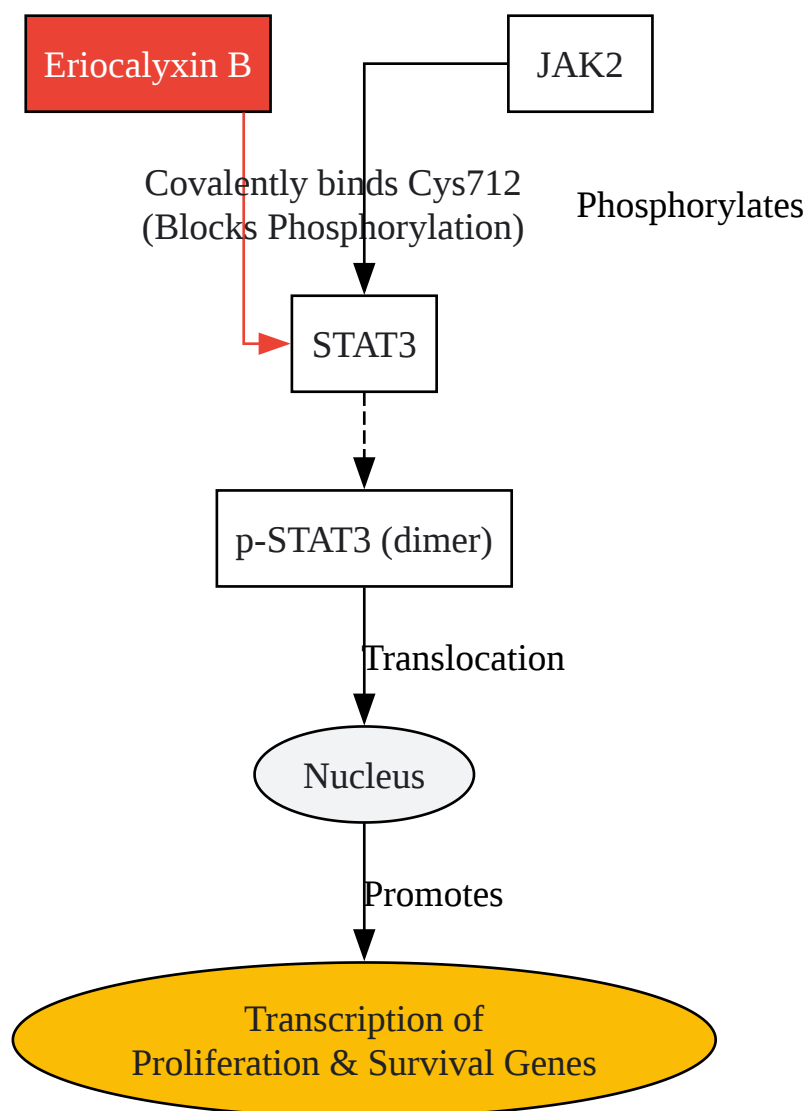 Eriocalyxin B
JAK2
Covalently binds Cys712
(Blocks Phosphorylation)
Phosphorylates
STAT3
p-STAT3 (dimer)
Translocation
Nucleus
Promotes
Transcription of
Proliferation & Survival Genes